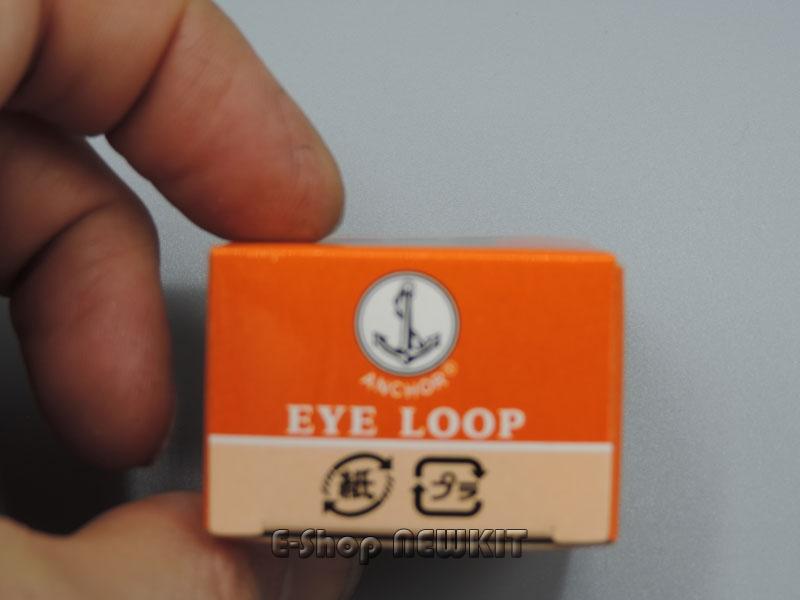 ANCHOR®
EYE LOOP
紙 プラ
E-Shop NEWKIT